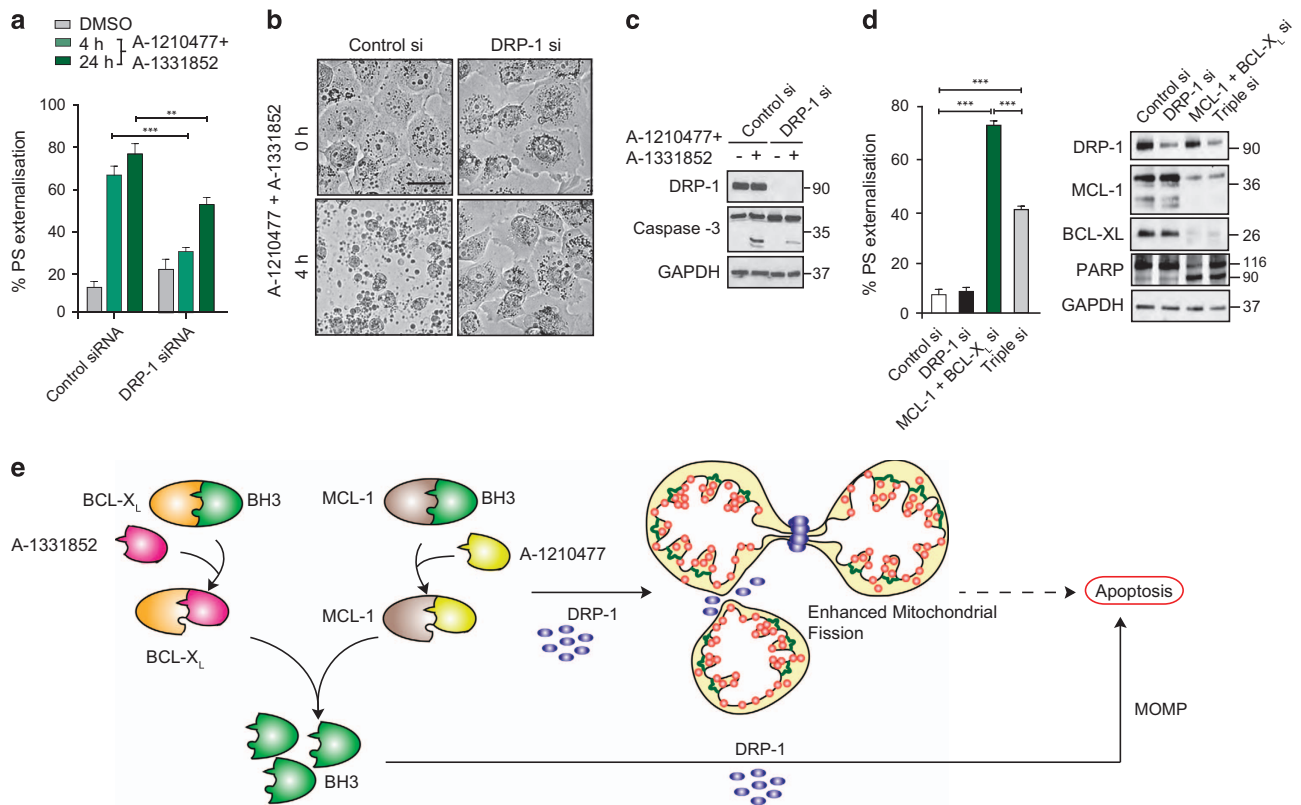 a
DMSO
4 h
24 h
A-1210477+
A-1331852
% PS externalisation
100
80
60
40
20
0
**
***
Control siRNA
DRP-1 siRNA
b
Control si
DRP-1 si
A-1210477 + A-1331852
0 h
4 h
c
Control si
DRP-1 si
A-1210477+
A-1331852
- + - +
DRP-1
90
Caspase -3
35
GAPDH
37
d
% PS externalisation
80
60
40
20
0
***
*** ***
Control si
DRP-1 si
MCL-1 + BCL-XL si
Triple si
Control si
DRP-1 si
MCL-1 + BCL-XL si
Triple si
DRP-1
90
MCL-1
36
BCL-XL
26
PARP
116
90
GAPDH
37
e
BCL-XL
BH3
A-1331852
BCL-XL
MCL-1
BH3
A-1210477
MCL-1
BH3
DRP-1
Enhanced Mitochondrial
Fission
Apoptosis
MOMP
DRP-1